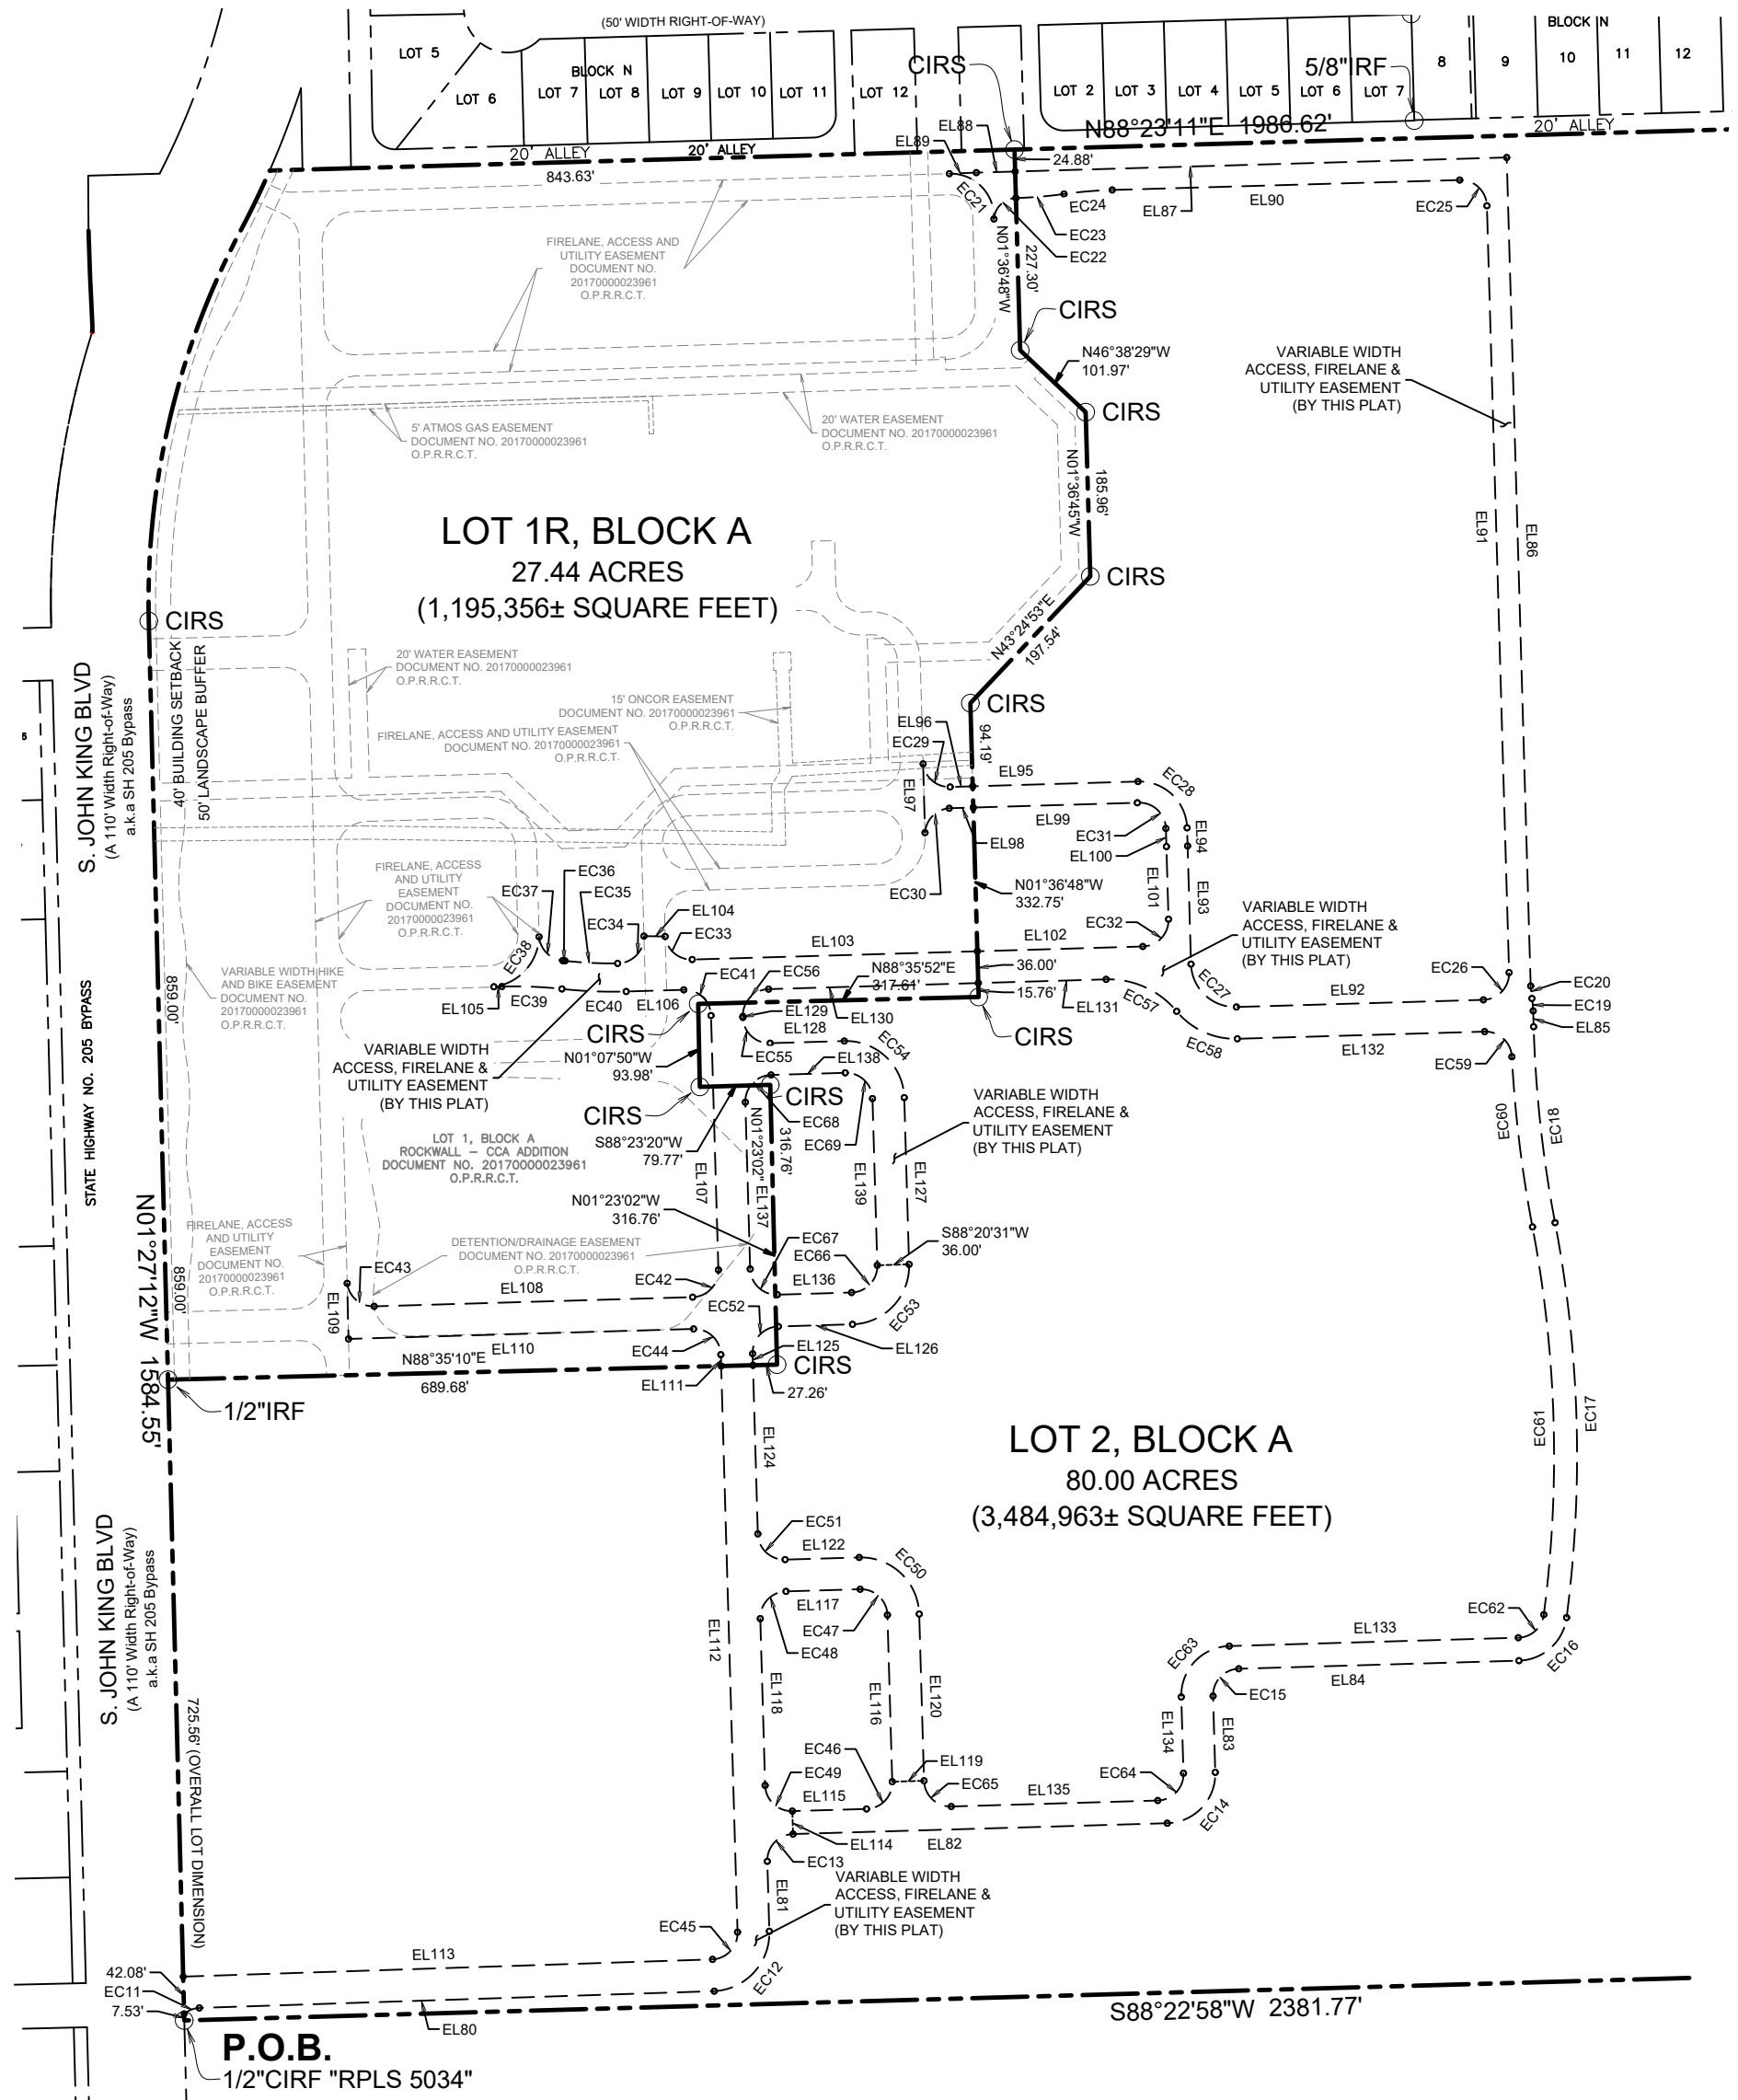 (50' WIDTH RIGHT-OF-WAY)
BLOCK N
LOT 5
BLOCK N
LOT 6
LOT 7
LOT 8
LOT 9
LOT 10
LOT 11
LOT 12
CIRS
LOT 2
LOT 3
LOT 4
LOT 5
LOT 6
LOT 7
5/8"IRF
8
9
10
11
12
20' ALLEY
20' ALLEY
843.63'
N88°23'11"E 1986.62'
20' ALLEY
EL88
EL89
24.88'
EC21
EC24
EL87
EL90
EC25
EC23
EC22
N01°36'48"W
227.30'
FIRELANE, ACCESS AND
UTILITY EASEMENT
DOCUMENT NO.
20170000023961
O.P.R.R.C.T.
CIRS
N46°38'29"W
101.97'
CIRS
VARIABLE WIDTH
ACCESS, FIRELANE &
UTILITY EASEMENT
(BY THIS PLAT)
5' ATMOS GAS EASEMENT
DOCUMENT NO. 20170000023961
O.P.R.R.C.T.
20' WATER EASEMENT
DOCUMENT NO. 20170000023961
O.P.R.R.C.T.
N01°36'45"W
185.96'
EL91
EL86
LOT 1R, BLOCK A
27.44 ACRES
(1,195,356± SQUARE FEET)
CIRS
CIRS
N43°24'53"E
197.54'
CIRS
S. JOHN KING BLVD
(A 110' Width Right-of-Way)
a.k.a SH 205 Bypass
40' BUILDING SETBACK
50' LANDSCAPE BUFFER
20' WATER EASEMENT
DOCUMENT NO. 20170000023961
O.P.R.R.C.T.
15' ONCOR EASEMENT
DOCUMENT NO. 20170000023961
O.P.R.R.C.T.
FIRELANE, ACCESS AND UTILITY EASEMENT
DOCUMENT NO. 20170000023961
O.P.R.R.C.T.
94.19'
EL96
EC29
EL97
EL95
EC28
EL99
EC31
EL94
EL98
EL100
EC30
N01°36'48"W
332.75'
EL101
EL93
EC32
FIRELANE, ACCESS
AND UTILITY
EASEMENT
DOCUMENT NO.
20170000023961
O.P.R.R.C.T.
EC36
EC37
EC35
EC34
EL104
EC33
EC38
EL103
EL102
VARIABLE WIDTH
ACCESS, FIRELANE &
UTILITY EASEMENT
(BY THIS PLAT)
VARIABLE WIDTH HIKE
AND BIKE EASEMENT
DOCUMENT NO.
20170000023961
O.P.R.R.C.T.
859.00'
STATE HIGHWAY NO. 205 BYPASS
EL105
EC39
EC40
EL106
EC41
EC56
N88°35'52"E
317.61'
36.00'
15.76'
EL131
EC57
EC27
EL92
EC26
EC20
EC19
EL85
CIRS
EL129
EL130
CIRS
EL128
EC54
EC58
EL132
EC59
VARIABLE WIDTH
ACCESS, FIRELANE &
UTILITY EASEMENT
(BY THIS PLAT)
N01°07'50"W
93.98'
EC55
EL138
CIRS
CIRS
EC68
EC69
S88°23'20"W
79.77'
VARIABLE WIDTH
ACCESS, FIRELANE &
UTILITY EASEMENT
(BY THIS PLAT)
EC60
EC18
LOT 1, BLOCK A
ROCKWALL – CCA ADDITION
DOCUMENT NO. 20170000023961
O.P.R.R.C.T.
N01°23'02"
316.76'
EL107
EL137
EL139
EL127
N01°23'02"W
316.76'
S88°20'31"W
36.00'
N01°27'12"W 1584.55'
FIRELANE, ACCESS
AND UTILITY
EASEMENT
DOCUMENT NO.
20170000023961
O.P.R.R.C.T.
859.00'
DETENTION/DRAINAGE EASEMENT
DOCUMENT NO. 20170000023961
O.P.R.R.C.T.
EC67
EC66
EC43
EL108
EC42
EL136
EC52
EC53
EL109
EL110
EC44
EL125
EL126
N88°35'10"E
689.68'
EL111
CIRS
27.26'
1/2"IRF
EL124
LOT 2, BLOCK A
80.00 ACRES
(3,484,963± SQUARE FEET)
EC61
EC17
S. JOHN KING BLVD
(A 110' Width Right-of-Way)
a.k.a SH 205 Bypass
EC51
EL122
EC50
EL117
EC47
EC48
EL112
EL118
EL116
EL120
EC62
EL133
EC63
EC16
EL84
EC15
EL134
EL83
725.56' (OVERALL LOT DIMENSION)
EC46
EL119
EC49
EC65
EC64
EL115
EL135
EC14
EL114
EL82
EC13
EL81
VARIABLE WIDTH
ACCESS, FIRELANE &
UTILITY EASEMENT
(BY THIS PLAT)
EC45
EL113
EC12
42.08'
EC11
7.53'
EL80
S88°22'58"W 2381.77'
P.O.B.
1/2"CIRF "RPLS 5034"